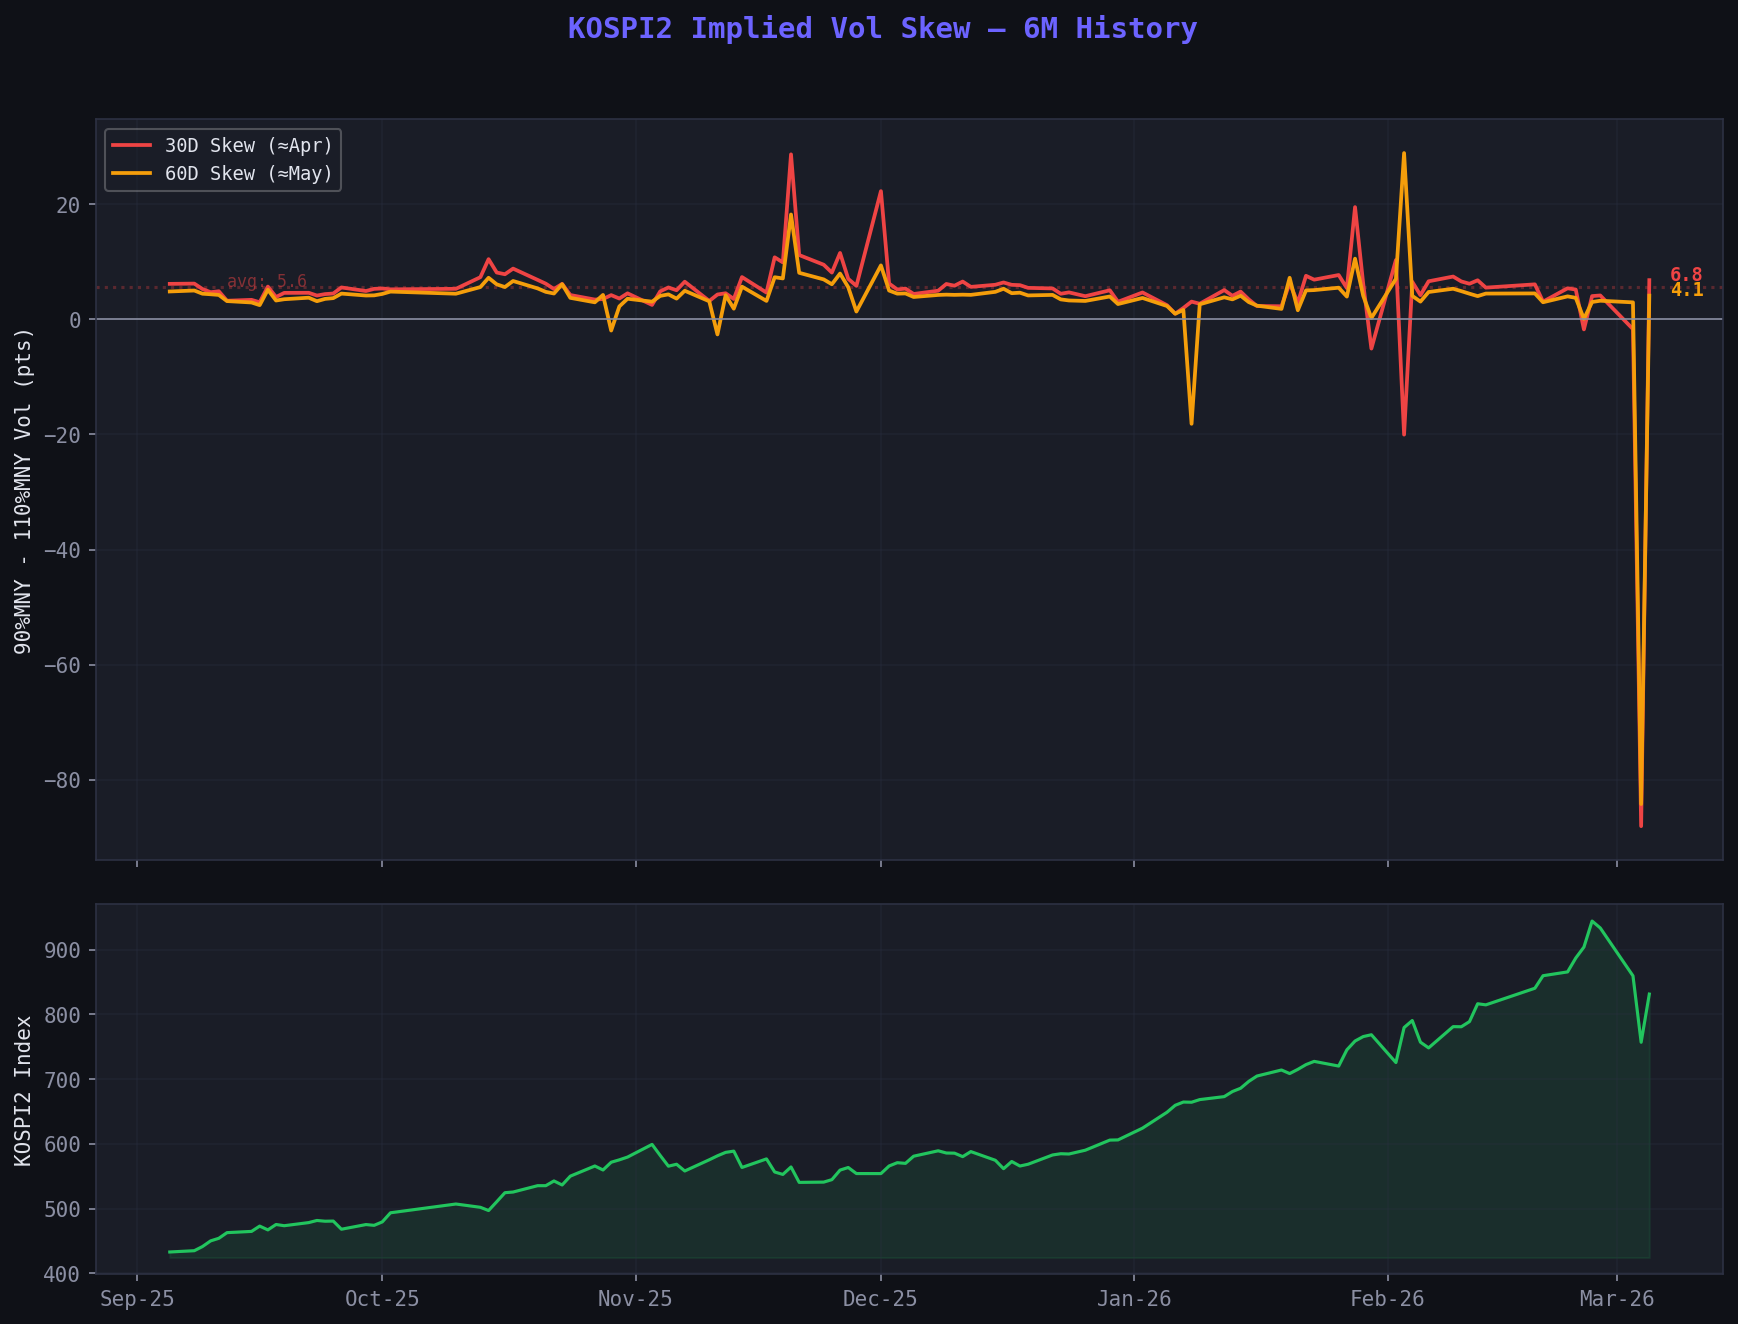 KOSPI2 Implied Vol Skew — 6M History
30D Skew (≈Apr)
60D Skew (≈May)
90%MNY - 110%MNY Vol (pts)
20
0
−20
−40
−60
−80
avg: 5.6
6.8
4.1
KOSPI2 Index
900
800
700
600
500
400
Sep-25
Oct-25
Nov-25
Dec-25
Jan-26
Feb-26
Mar-26